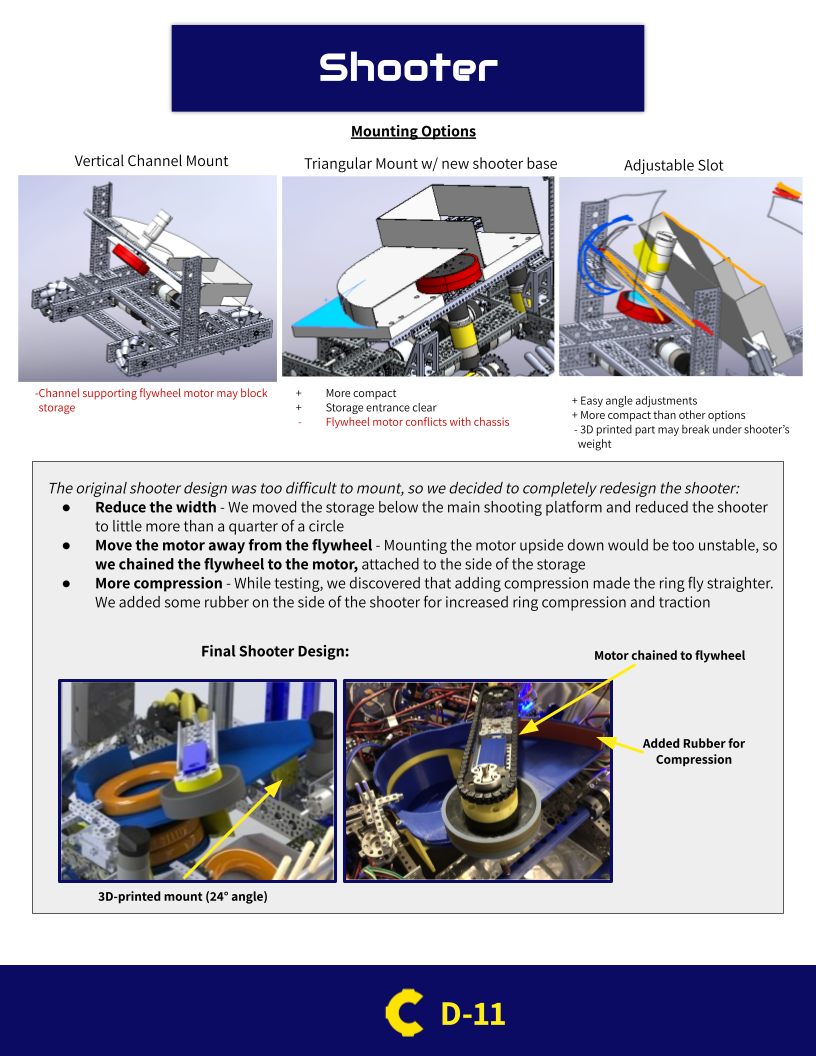 Shooter
Mounting Options
Vertical Channel Mount
Triangular Mount w/ new shooter base
Adjustable Slot
-Channel supporting flywheel motor may block
storage
+ More compact
+ Storage entrance clear
- Flywheel motor conflicts with chassis
+ Easy angle adjustments
+ More compact than other options
- 3D printed part may break under shooter's
weight
The original shooter design was too difficult to mount, so we decided to completely redesign the shooter:
● Reduce the width - We moved the storage below the main shooting platform and reduced the shooter
to little more than a quarter of a circle
● Move the motor away from the flywheel - Mounting the motor upside down would be too unstable, so
we chained the flywheel to the motor, attached to the side of the storage
● More compression - While testing, we discovered that adding compression made the ring fly straighter.
We added some rubber on the side of the shooter for increased ring compression and traction
Final Shooter Design:
Motor chained to flywheel
Added Rubber for
Compression
3D-printed mount (24° angle)
D-11